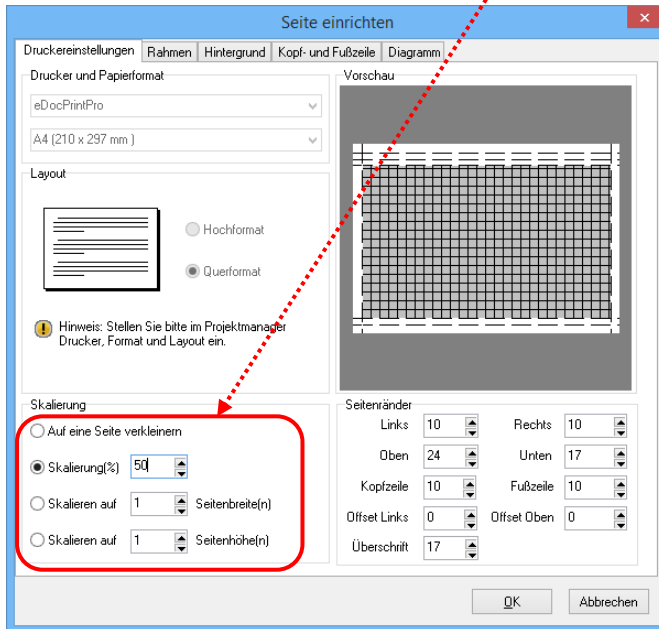 Seite einrichten
×
Druckereinstellungen Rahmen Hintergrund Kopf- und Fußzeile Diagramm
Drucker und Papierformat
eDocPrintPro
A4 (210 x 297 mm )
Layout
Hochformat
Querformat
Hinweis: Stellen Sie bitte im Projektmanager
Drucker, Format und Layout ein.
Vorschau
Skalierung
Auf eine Seite verkleinern
Skalierung(%) 50
Skalieren auf 1 Seitenbreite(n)
Skalieren auf 1 Seitenhöhe(n)
Seitenränder
Links 10 Rechts 10
Oben 24 Unten 17
Kopfzeile 10 Fußzeile 10
Offset Links 0 Offset Oben 0
Überschrift 17
OK Abbrechen